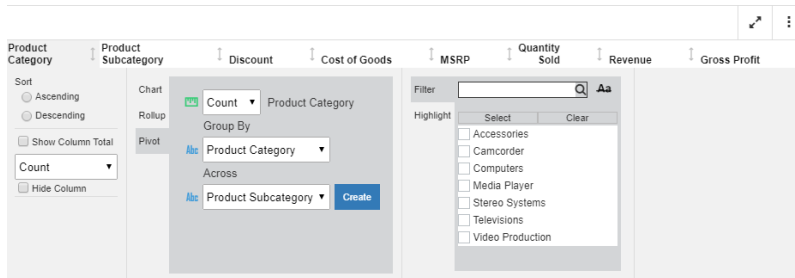 Product Category
Product Subcategory
Discount
Cost of Goods
MSRP
Quantity Sold
Revenue
Gross Profit
Sort
Ascending
Descending
Show Column Total
Count
Hide Column
Chart
Rollup
Pivot
Count Product Category
Group By
Abc Product Category
Across
Abc Product Subcategory Create
Filter Aa
Highlight
Select Clear
Accessories
Camcorder
Computers
Media Player
Stereo Systems
Televisions
Video Production